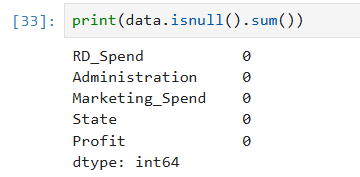 [33]: print(data.isnull().sum())
RD_Spend 0
Administration 0
Marketing_Spend 0
State 0
Profit 0
dtype: int64